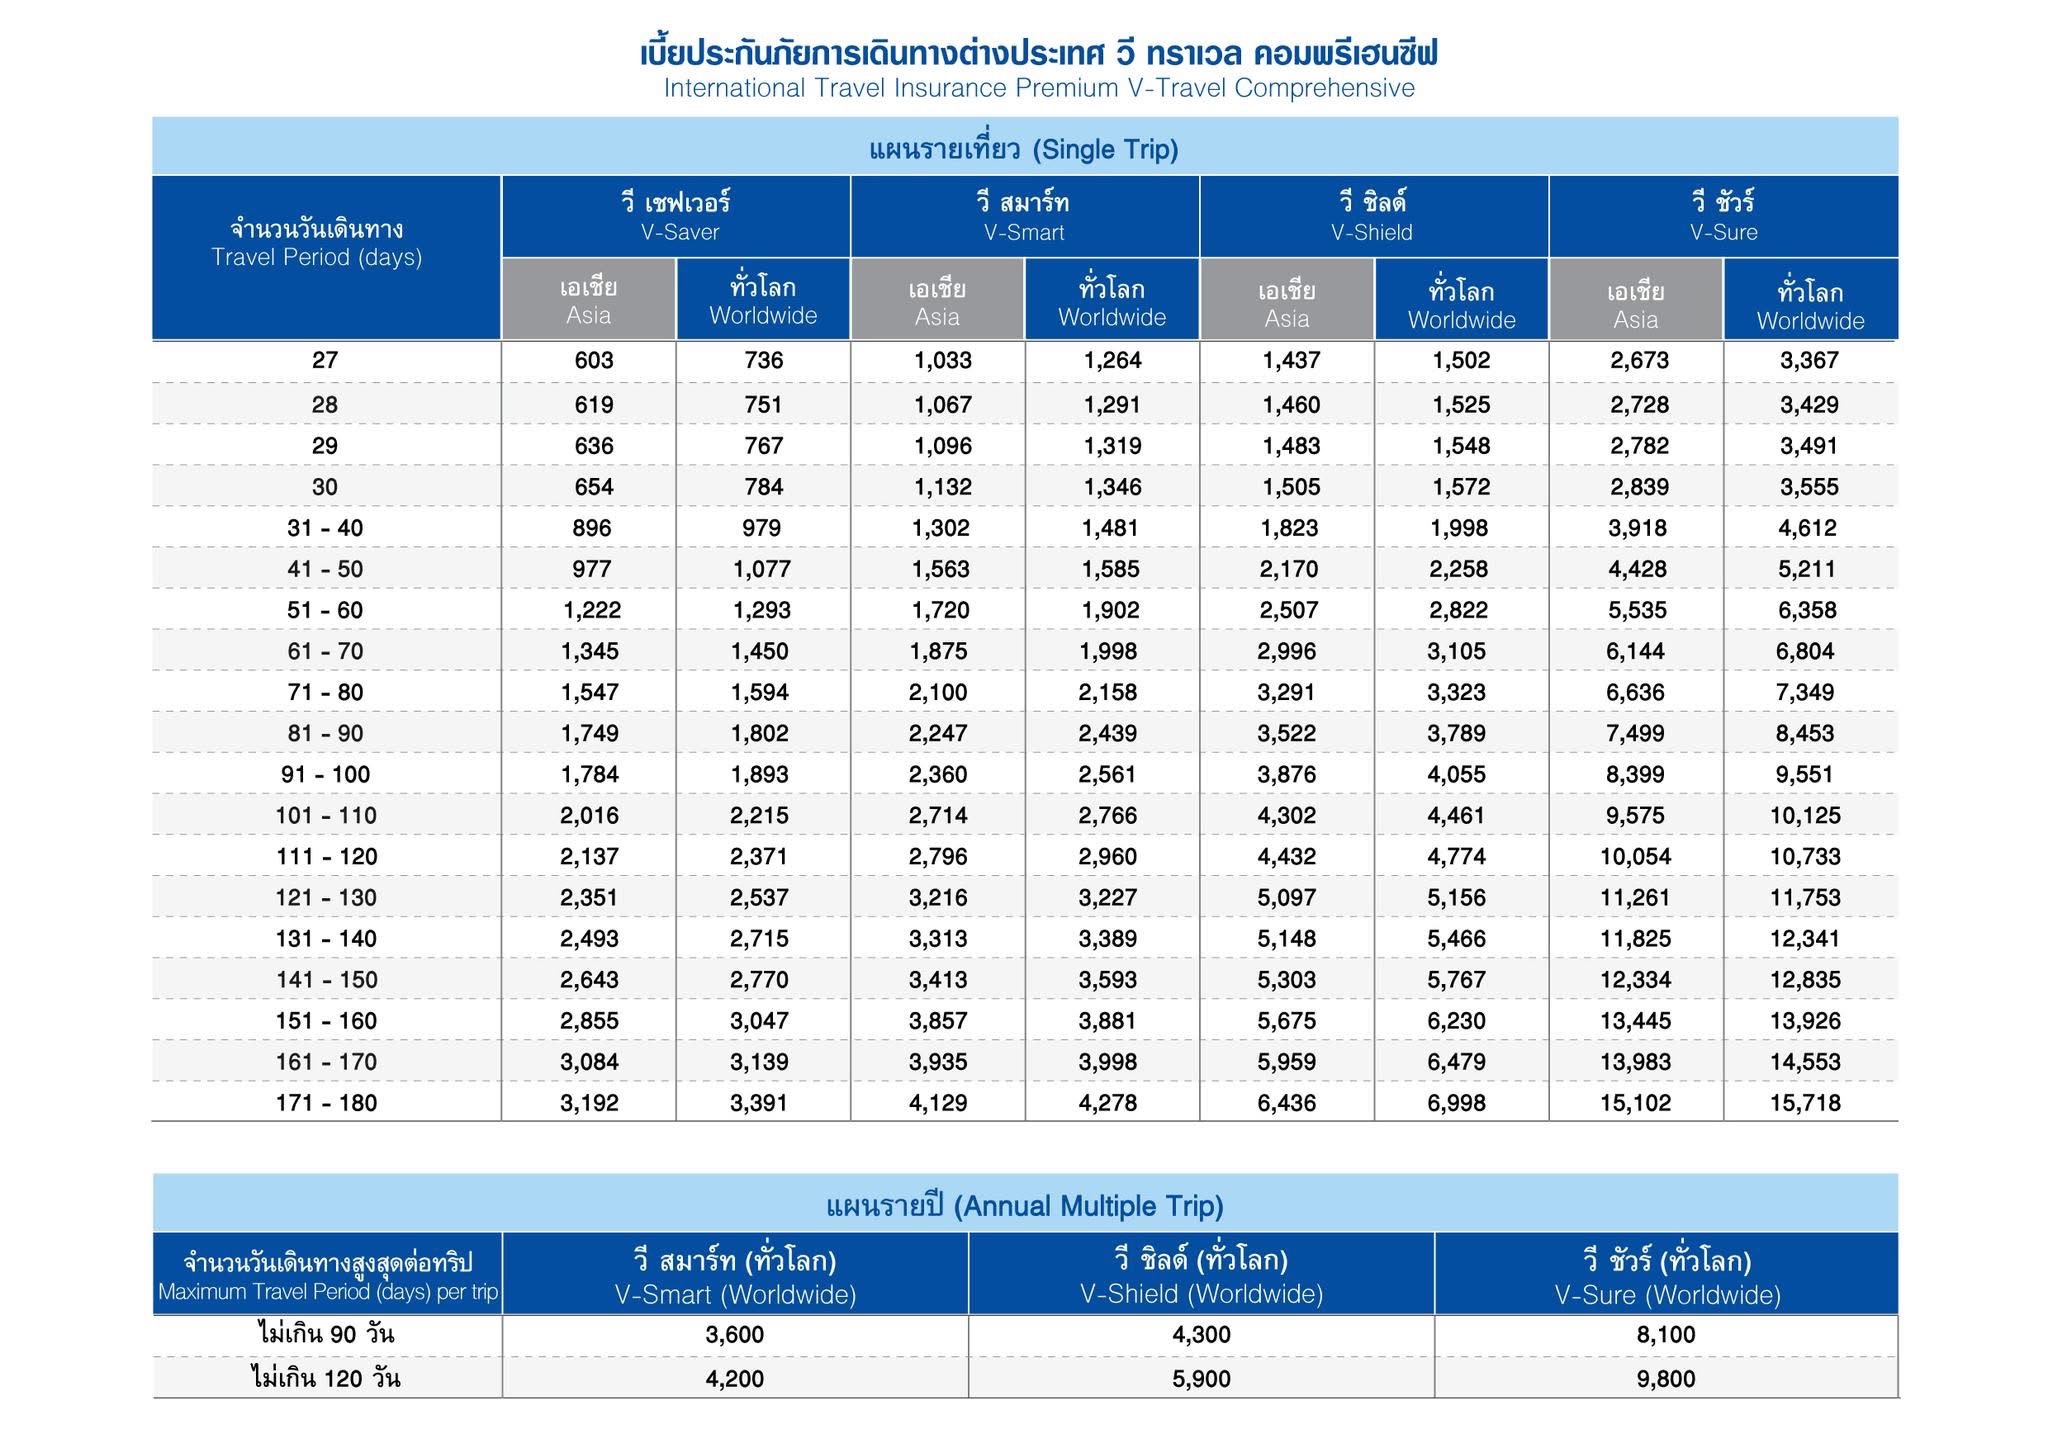 เบี้ยประกันภัยการเดินทางต่างประเทศ วี ทราเวล คอมพรีเฮนซีฟ
International Travel Insurance Premium V-Travel Comprehensive
แผนรายเที่ยว (Single Trip)
จำนวนวันเดินทาง
Travel Period (days)
วี เซฟเวอร์
V-Saver
วี สมาร์ท
V-Smart
วี ชิลด์
V-Shield
วี ชัวร์
V-Sure
เอเชีย
Asia
ทั่วโลก
Worldwide
เอเชีย
Asia
ทั่วโลก
Worldwide
เอเชีย
Asia
ทั่วโลก
Worldwide
เอเชีย
Asia
ทั่วโลก
Worldwide
27 603 736 1,033 1,264 1,437 1,502 2,673 3,367
28 619 751 1,067 1,291 1,460 1,525 2,728 3,429
29 636 767 1,096 1,319 1,483 1,548 2,782 3,491
30 654 784 1,132 1,346 1,505 1,572 2,839 3,555
31 - 40 896 979 1,302 1,481 1,823 1,998 3,918 4,612
41 - 50 977 1,077 1,563 1,585 2,170 2,258 4,428 5,211
51 - 60 1,222 1,293 1,720 1,902 2,507 2,822 5,535 6,358
61 - 70 1,345 1,450 1,875 1,998 2,996 3,105 6,144 6,804
71 - 80 1,547 1,594 2,100 2,158 3,291 3,323 6,636 7,349
81 - 90 1,749 1,802 2,247 2,439 3,522 3,789 7,499 8,453
91 - 100 1,784 1,893 2,360 2,561 3,876 4,055 8,399 9,551
101 - 110 2,016 2,215 2,714 2,766 4,302 4,461 9,575 10,125
111 - 120 2,137 2,371 2,796 2,960 4,432 4,774 10,054 10,733
121 - 130 2,351 2,537 3,216 3,227 5,097 5,156 11,261 11,753
131 - 140 2,493 2,715 3,313 3,389 5,148 5,466 11,825 12,341
141 - 150 2,643 2,770 3,413 3,593 5,303 5,767 12,334 12,835
151 - 160 2,855 3,047 3,857 3,881 5,675 6,230 13,445 13,926
161 - 170 3,084 3,139 3,935 3,998 5,959 6,479 13,983 14,553
171 - 180 3,192 3,391 4,129 4,278 6,436 6,998 15,102 15,718
แผนรายปี (Annual Multiple Trip)
จำนวนวันเดินทางสูงสุดต่อทริป
Maximum Travel Period (days) per trip
วี สมาร์ท (ทั่วโลก)
V-Smart (Worldwide)
วี ชิลด์ (ทั่วโลก)
V-Shield (Worldwide)
วี ชัวร์ (ทั่วโลก)
V-Sure (Worldwide)
ไม่เกิน 90 วัน 3,600 4,300 8,100
ไม่เกิน 120 วัน 4,200 5,900 9,800